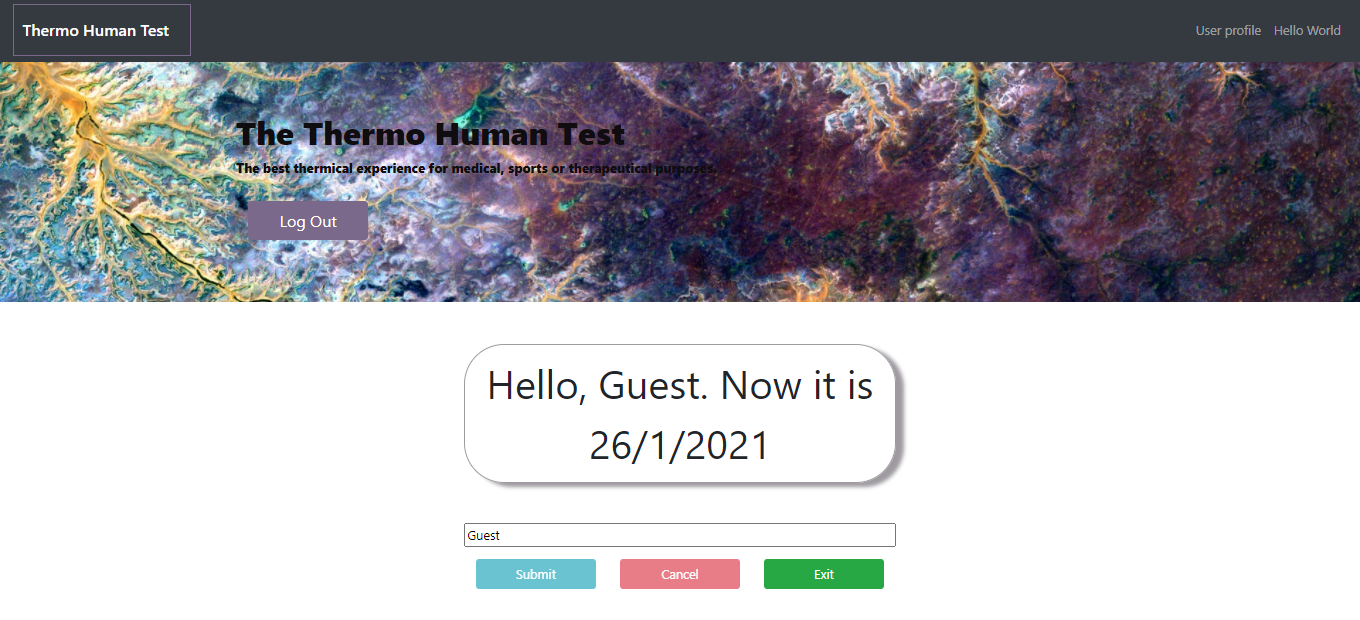 Thermo Human Test
User profile Hello World
The Thermo Human Test
The best thermical experience for medical, sports or therapeutical purposes.
Log Out
Hello, Guest. Now it is
26/1/2021
Guest
Submit Cancel Exit